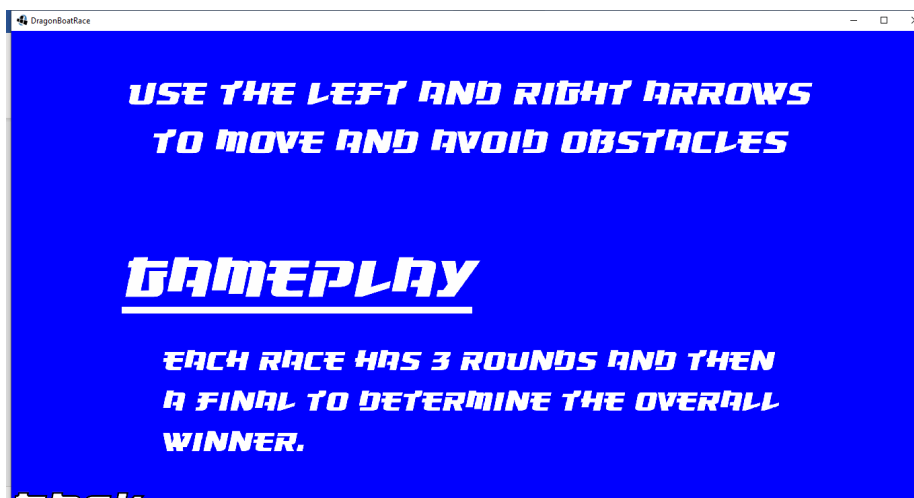 DragonBoatRace
USE THE LEFT AND RIGHT ARROWS
TO MOVE AND AVOID OBSTACLES
GAMEPLAY
EACH RACE HAS 3 ROUNDS AND THEN
A FINAL TO DETERMINE THE OVERALL
WINNER.